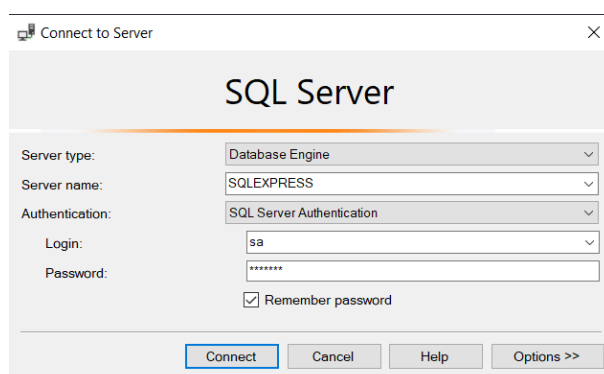 Connect to Server
SQL Server
Server type: Database Engine
Server name: SQLEXPRESS
Authentication: SQL Server Authentication
Login: sa
Password: *******
Remember password
Connect Cancel Help Options >>